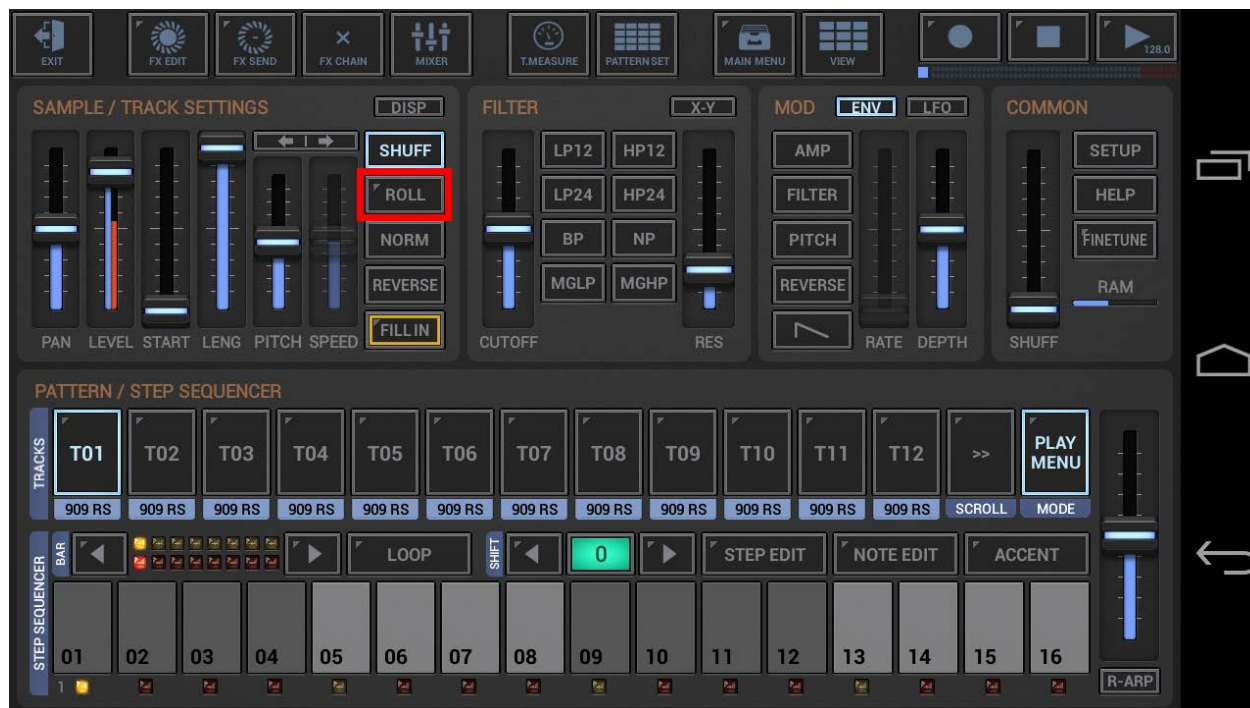 EXIT
FX EDIT
FX SEND
FX CHAIN
MIXER
T.MEASURE
PATTERN SET
MAIN MENU
VIEW
128.0
SAMPLE / TRACK SETTINGS
DISP
SHUFF
ROLL
NORM
REVERSE
FILL IN
PAN LEVEL START LENG PITCH SPEED
FILTER
X-Y
LP12 HP12
LP24 HP24
BP NP
MGLP MGHP
CUTOFF
RES
MOD ENV LFO
AMP
FILTER
PITCH
REVERSE
RATE DEPTH
COMMON
SETUP
HELP
FINETUNE
RAM
SHUFF
PATTERN / STEP SEQUENCER
TRACKS
T01 T02 T03 T04 T05 T06 T07 T08 T09 T10 T11 T12 >> PLAY MENU
909 RS 909 RS 909 RS 909 RS 909 RS 909 RS 909 RS 909 RS 909 RS 909 RS 909 RS 909 RS SCROLL MODE
STEP SEQUENCER
BAR
LOOP
SHIFT
0
STEP EDIT
NOTE EDIT
ACCENT
01 02 03 04 05 06 07 08 09 10 11 12 13 14 15 16
1
R-ARP